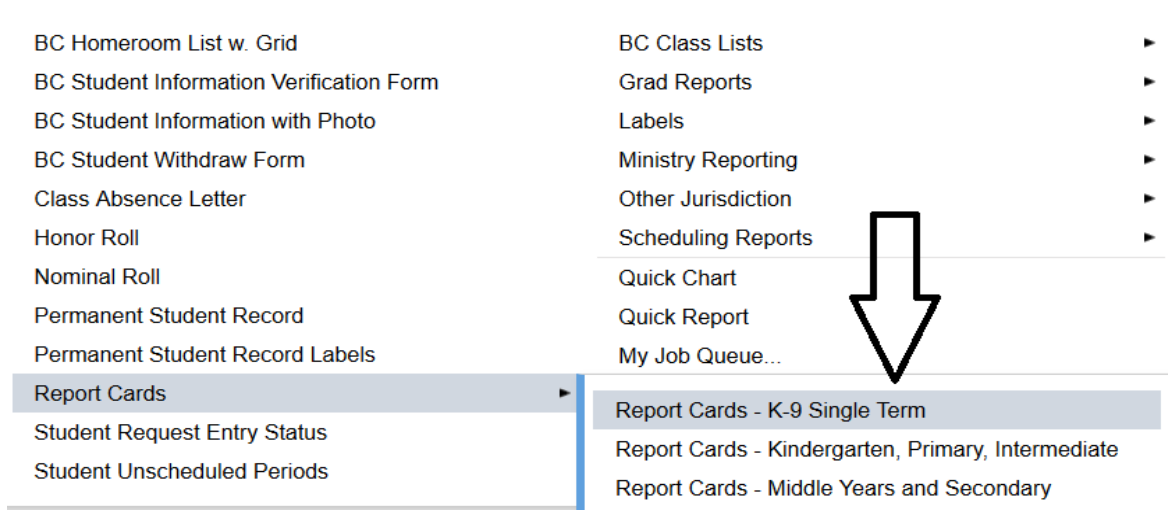 BC Homeroom List w. Grid
BC Student Information Verification Form
BC Student Information with Photo
BC Student Withdraw Form
Class Absence Letter
Honor Roll
Nominal Roll
Permanent Student Record
Permanent Student Record Labels
Report Cards
Student Request Entry Status
Student Unscheduled Periods
BC Class Lists
Grad Reports
Labels
Ministry Reporting
Other Jurisdiction
Scheduling Reports
Quick Chart
Quick Report
My Job Queue...
Report Cards - K-9 Single Term
Report Cards - Kindergarten, Primary, Intermediate
Report Cards - Middle Years and Secondary